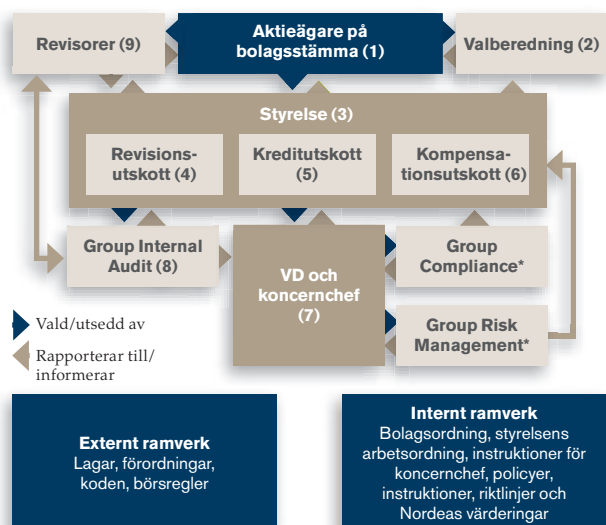 Revisorer (9)
Aktieägare på
bolagsstämma (1)
Valberedning (2)
Styrelse (3)
Revisions-
utskott (4)
Kreditutskott
(5)
Kompensa-
tionsutskott (6)
Group Internal
Audit (8)
VD och
koncernchef
(7)
Group
Compliance*
Group Risk
Management*
Vald/utsedd av
Rapporterar till/
informerar
Externt ramverk
Lagar, förordningar,
koden, börsregler
Internt ramverk
Bolagsordning, styrelsens
arbetsordning, instruktioner för
koncernchef, policyer,
instruktioner, riktlinjer och
Nordeas värderingar